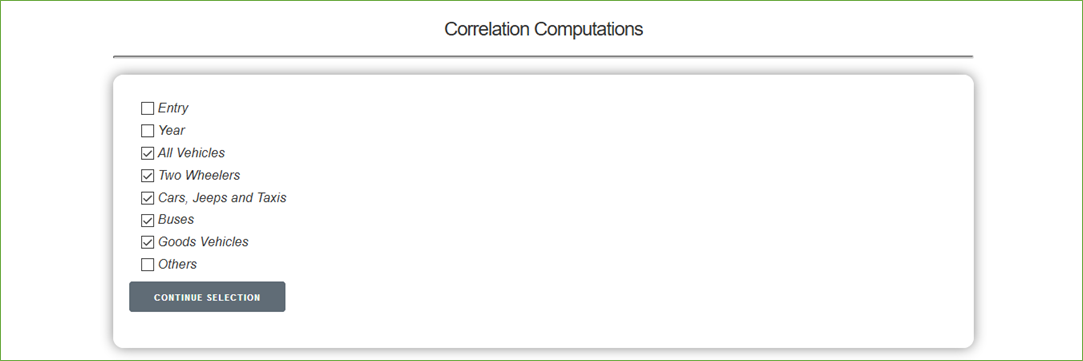 Correlation Computations
Entry
Year
All Vehicles
Two Wheelers
Cars, Jeeps and Taxis
Buses
Goods Vehicles
Others
CONTINUE SELECTION